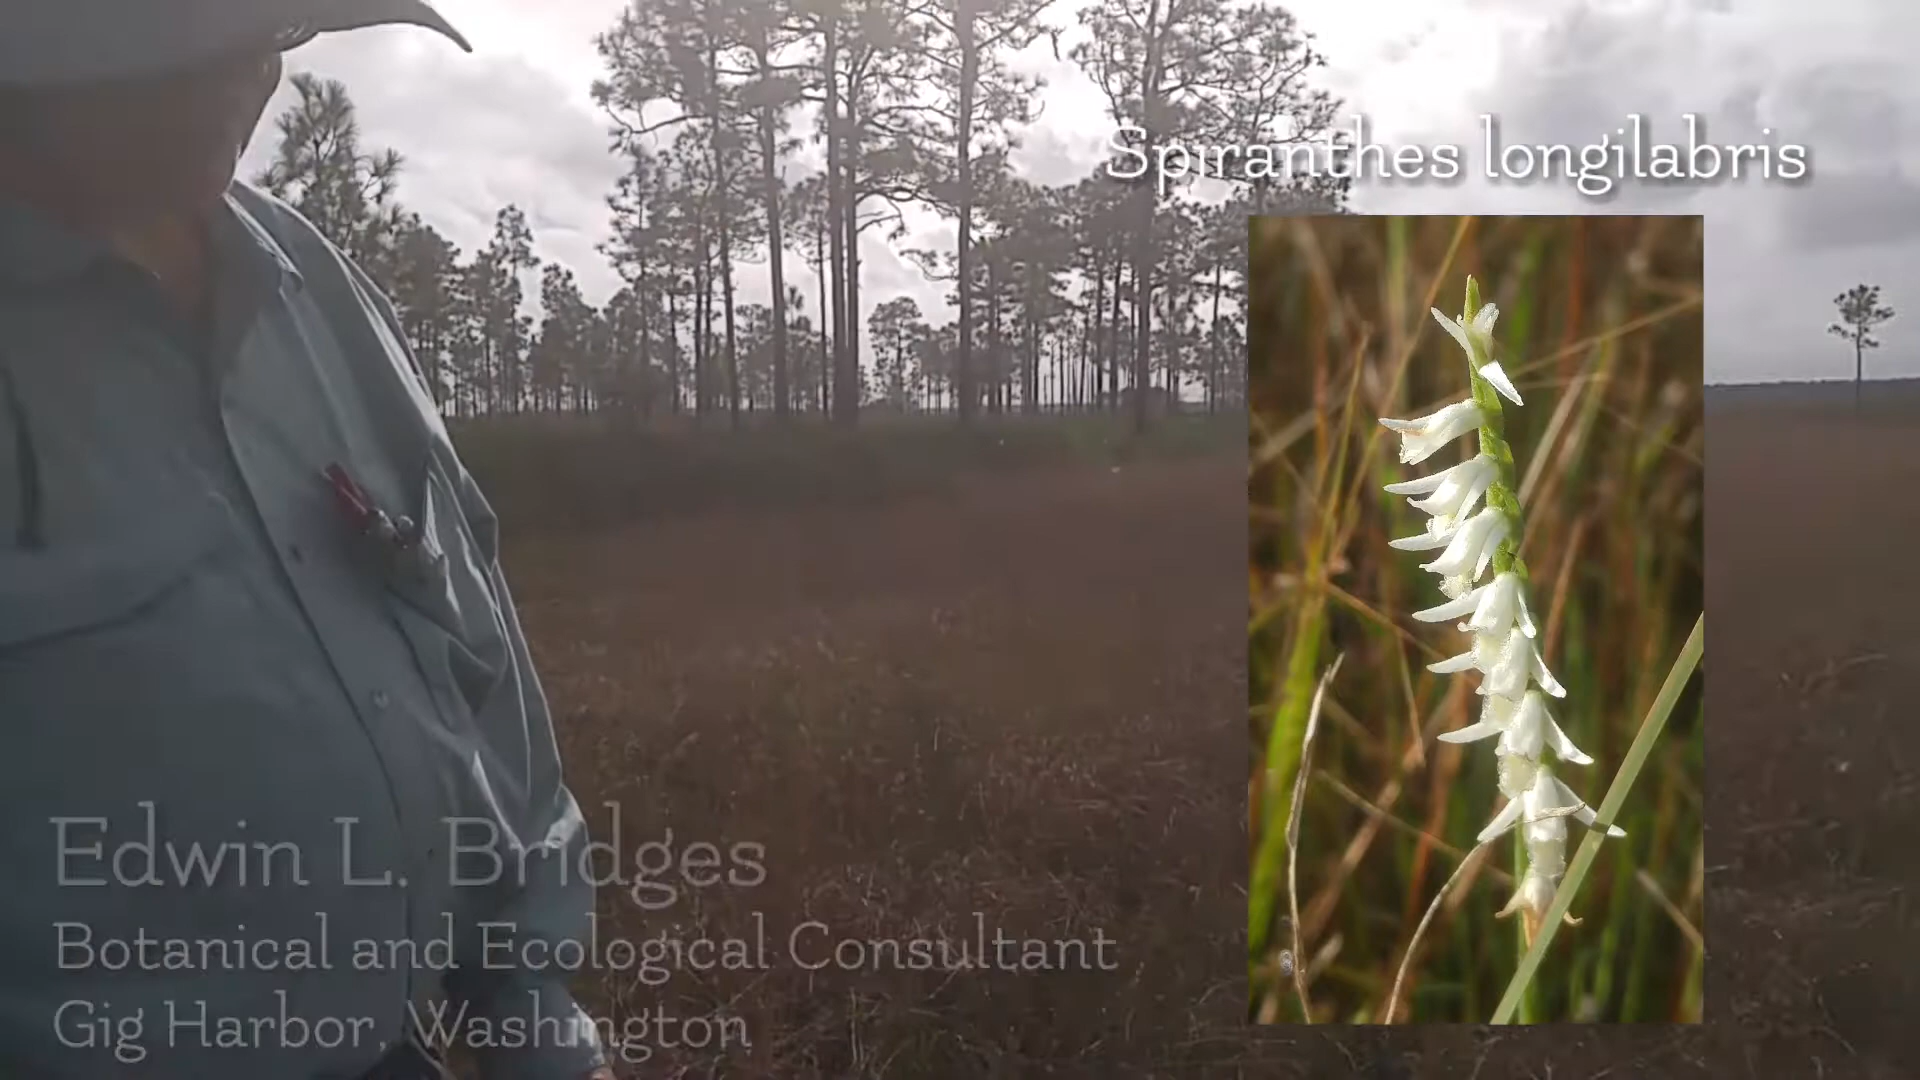 Spiranthes longilabris
Edwin L. Bridges
Botanical and Ecological Consultant
Gig Harbor, Washington